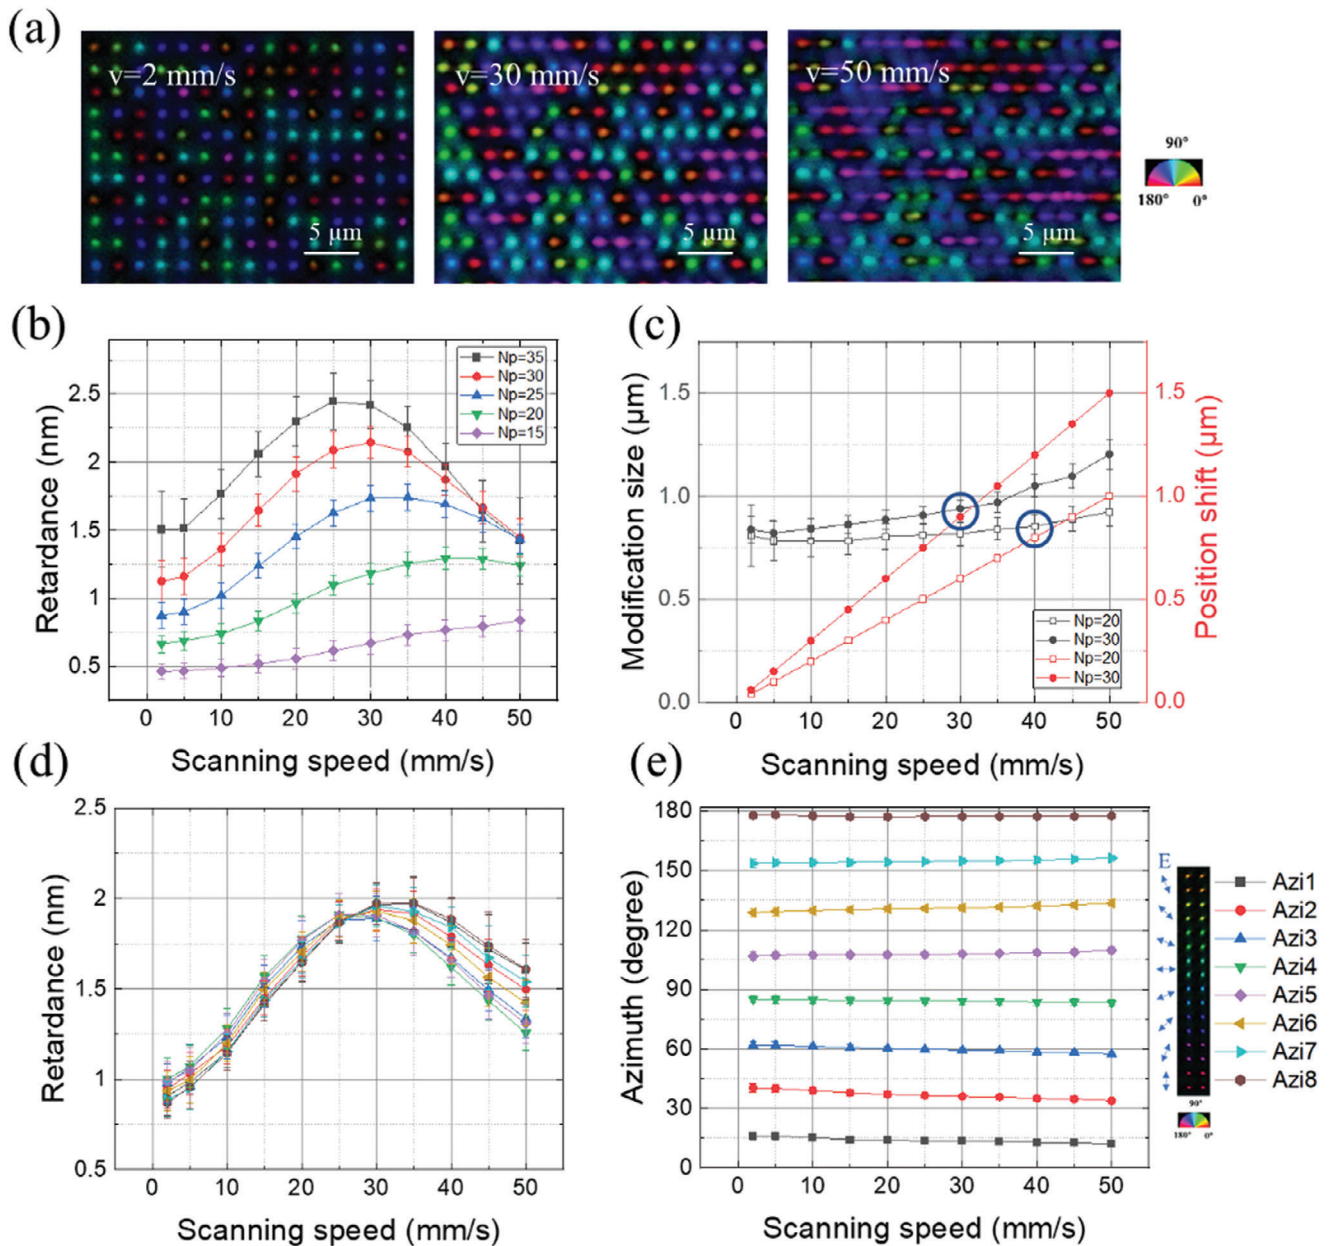 (a)
v=2 mm/s
v=30 mm/s
v=50 mm/s
5 μm
5 μm
5 μm
90°
180°
0°
(b)
Retardance (nm)
2.5
2
1.5
1
0.5
0
10
20
30
40
50
Scanning speed (mm/s)
Np=35
Np=30
Np=25
Np=20
Np=15
(c)
Modification size (μm)
1.5
1.0
0.5
0.0
0
10
20
30
40
50
Scanning speed (mm/s)
Position shift (μm)
1.5
1.0
0.5
0.0
Np=20
Np=30
Np=20
Np=30
(d)
Retardance (nm)
2.5
2
1.5
1
0.5
0
10
20
30
40
50
Scanning speed (mm/s)
(e)
Azimuth (degree)
180
150
120
90
60
30
0
0
10
20
30
40
50
Scanning speed (mm/s)
E
90°
180°
0°
Azi1
Azi2
Azi3
Azi4
Azi5
Azi6
Azi7
Azi8